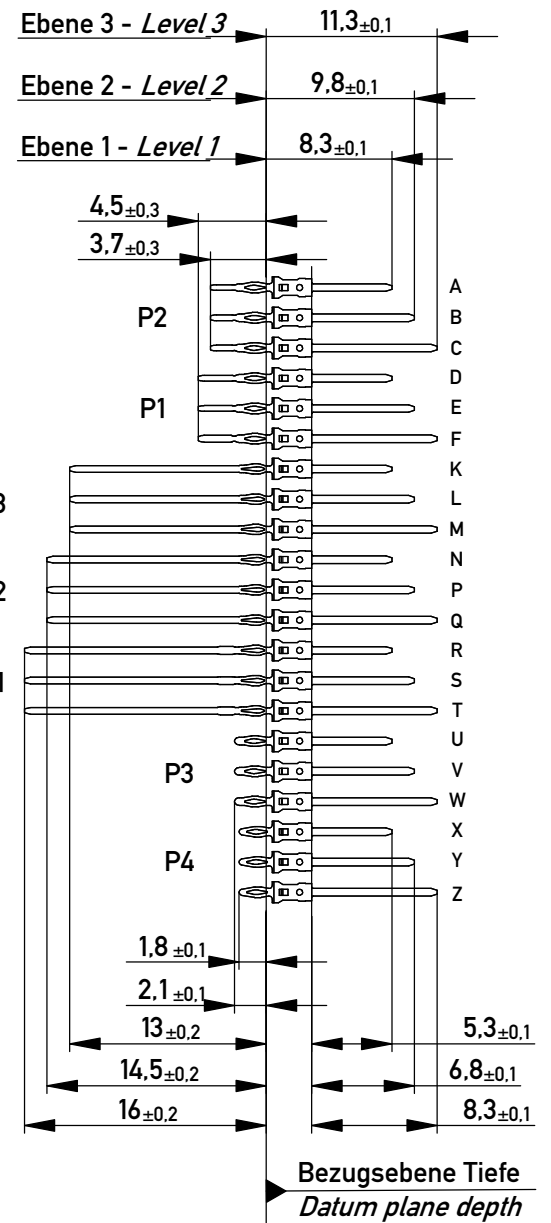 Ebene 3 - Level 3 11,3±0,1
Ebene 2 - Level 2 9,8±0,1
Ebene 1 - Level 1 8,3±0,1
4,5±0,3
3,7±0,3
A
P2 B
C
D
P1 E
F
K
L
3
M
N
2 P
Q
R
S
T
U
P3 V
W
X
P4 Y
Z
1,8 ±0,1
2,1 ±0,1
13±0,2 5,3±0,1
14,5±0,2 6,8±0,1
16±0,2 8,3±0,1
Bezugsebene Tiefe
Datum plane depth